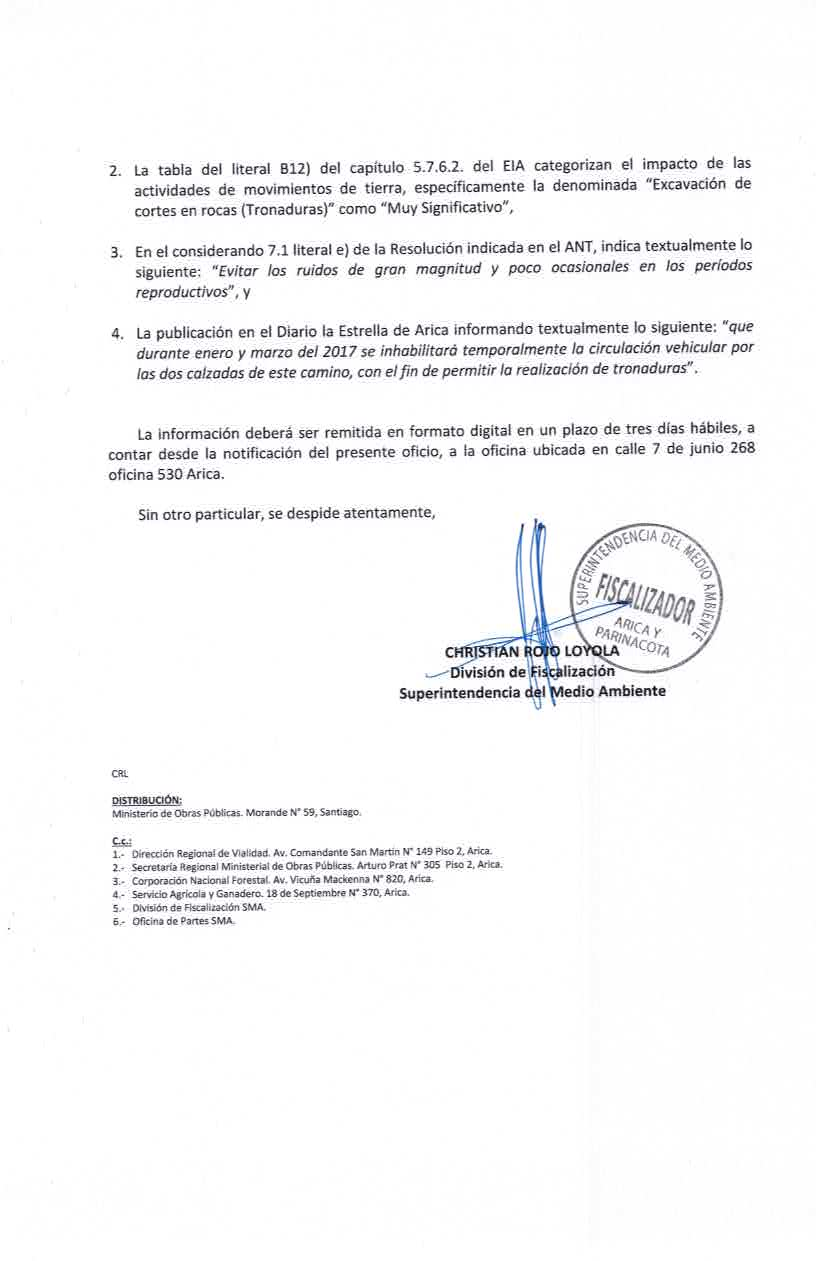 2. La tabla del literal B12) del capítulo 5.7.6.2. del EIA categorizan el impacto de las
actividades de movimientos de tierra, específicamente la denominada "Excavación de
cortes en rocas (Tronaduras)" como "Muy Significativo",
3. En el considerando 7.1 literal e) de la Resolución indicada en el ANT, indica textualmente lo
siguiente: "Evitar los ruidos de gran magnitud y poco ocasionales en los períodos
reproductivos", y
4. La publicación en el Diario la Estrella de Arica informando textualmente lo siguiente: "que
durante enero y marzo del 2017 se inhabilitará temporalmente la circulación vehicular por
las dos calzadas de este camino, con el fin de permitir la realización de tronaduras".
La información deberá ser remitida en formato digital en un plazo de tres días hábiles, a
contar desde la notificación del presente oficio, a la oficina ubicada en calle 7 de junio 268
oficina 530 Arica.
Sin otro particular, se despide atentamente,
SUPERINTENDENCIA DEL MEDIO AMBIENTE
FISCALIZADOR
ARICA Y
PARINACOTA
CHRISTIAN ROJO LOYOLA
División de Fiscalización
Superintendencia del Medio Ambiente
CRL
DISTRIBUCIÓN:
Ministerio de Obras Públicas. Morande N° 59, Santiago.
C.c.:
1.- Dirección Regional de Vialidad. Av. Comandante San Martín N° 149 Piso 2, Arica.
2.- Secretaría Regional Ministerial de Obras Públicas. Arturo Prat N° 305 Piso 2, Arica.
3.- Corporación Nacional Forestal. Av. Vicuña Mackenna N° 820, Arica.
4.- Servicio Agrícola y Ganadero. 18 de Septiembre N° 370, Arica.
5.- División de Fiscalización SMA.
6.- Oficina de Partes SMA.